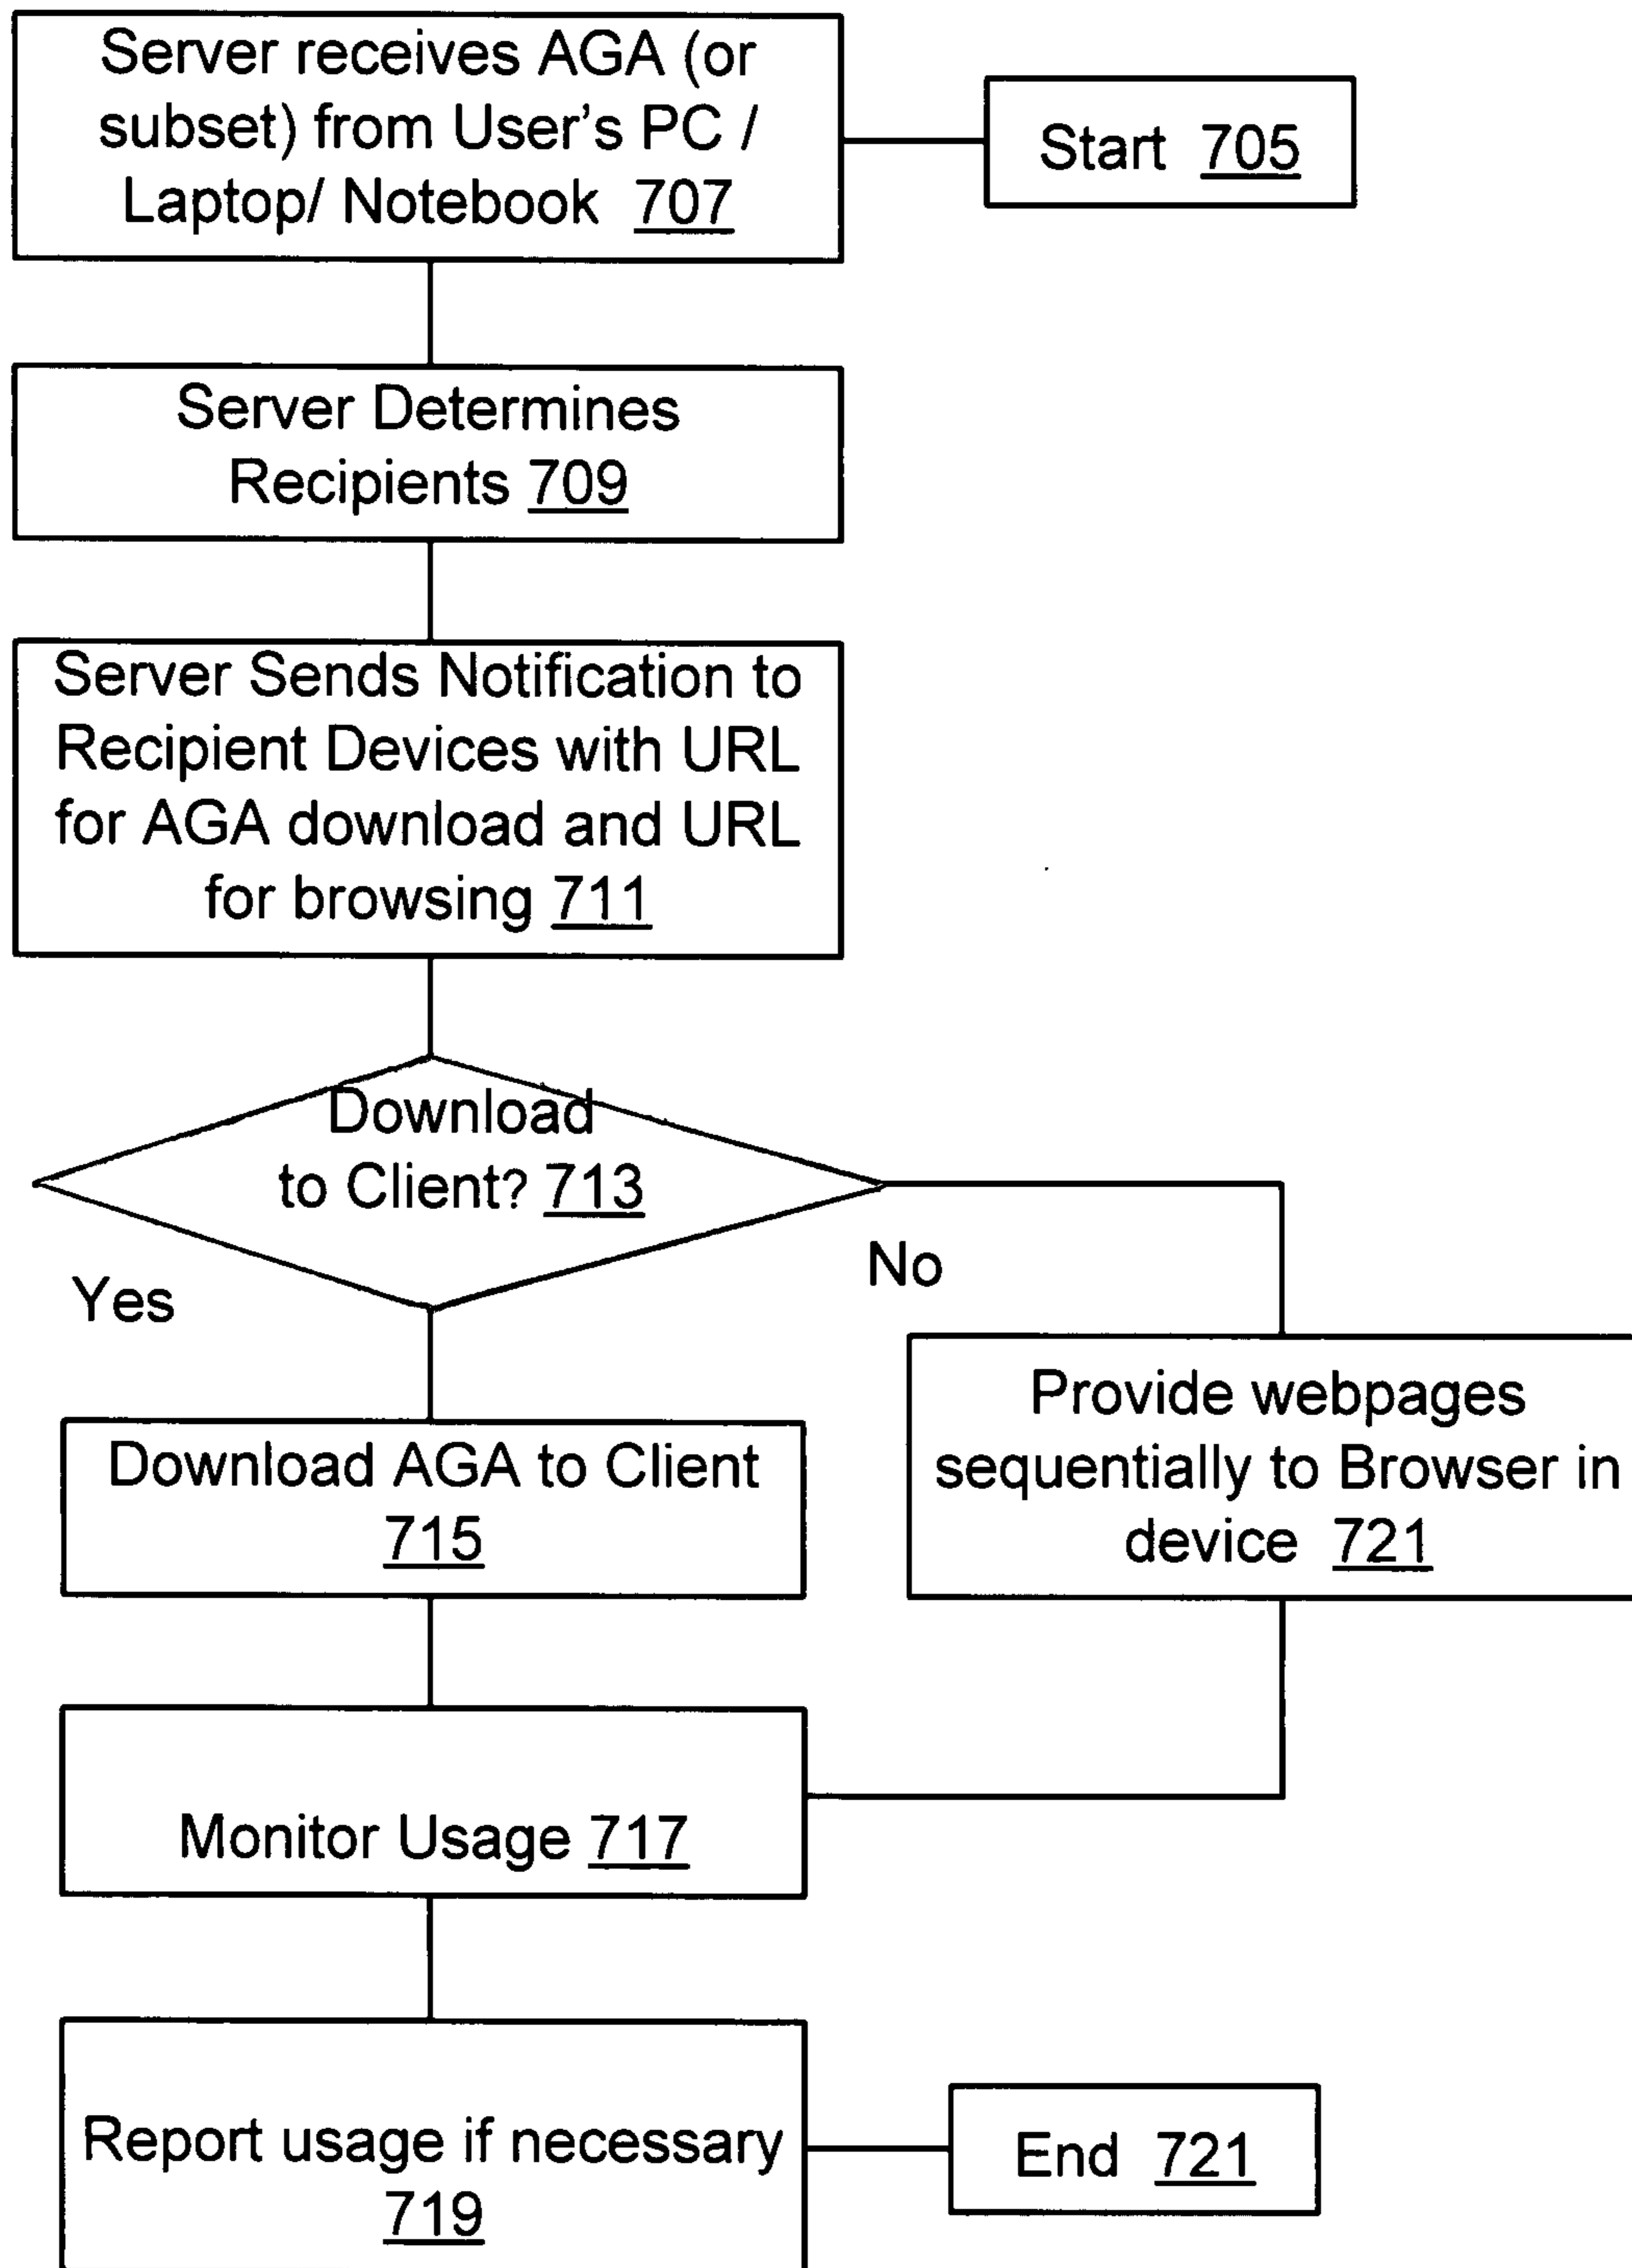 Server receives AGA (or
subset) from User's PC /
Laptop/ Notebook 707
Start 705
Server Determines
Recipients 709
Server Sends Notification to
Recipient Devices with URL
for AGA download and URL
for browsing 711
Download
to Client? 713
Yes
No
Download AGA to Client
715
Provide webpages
sequentially to Browser in
device 721
Monitor Usage 717
Report usage if necessary
719
End 721